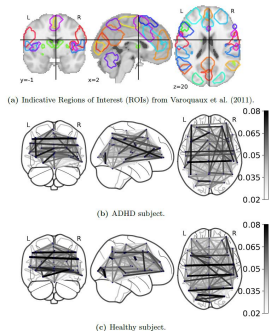 L R
y=-1 x=2 z=20
(a) Indicative Regions of Interest (ROIs) from Varoquaux et al. (2011).
L R L R 0.08
0.065
0.05
0.035
0.02
(b) ADHD subject.
L R L R 0.08
0.065
0.05
0.035
0.02
(c) Healthy subject.